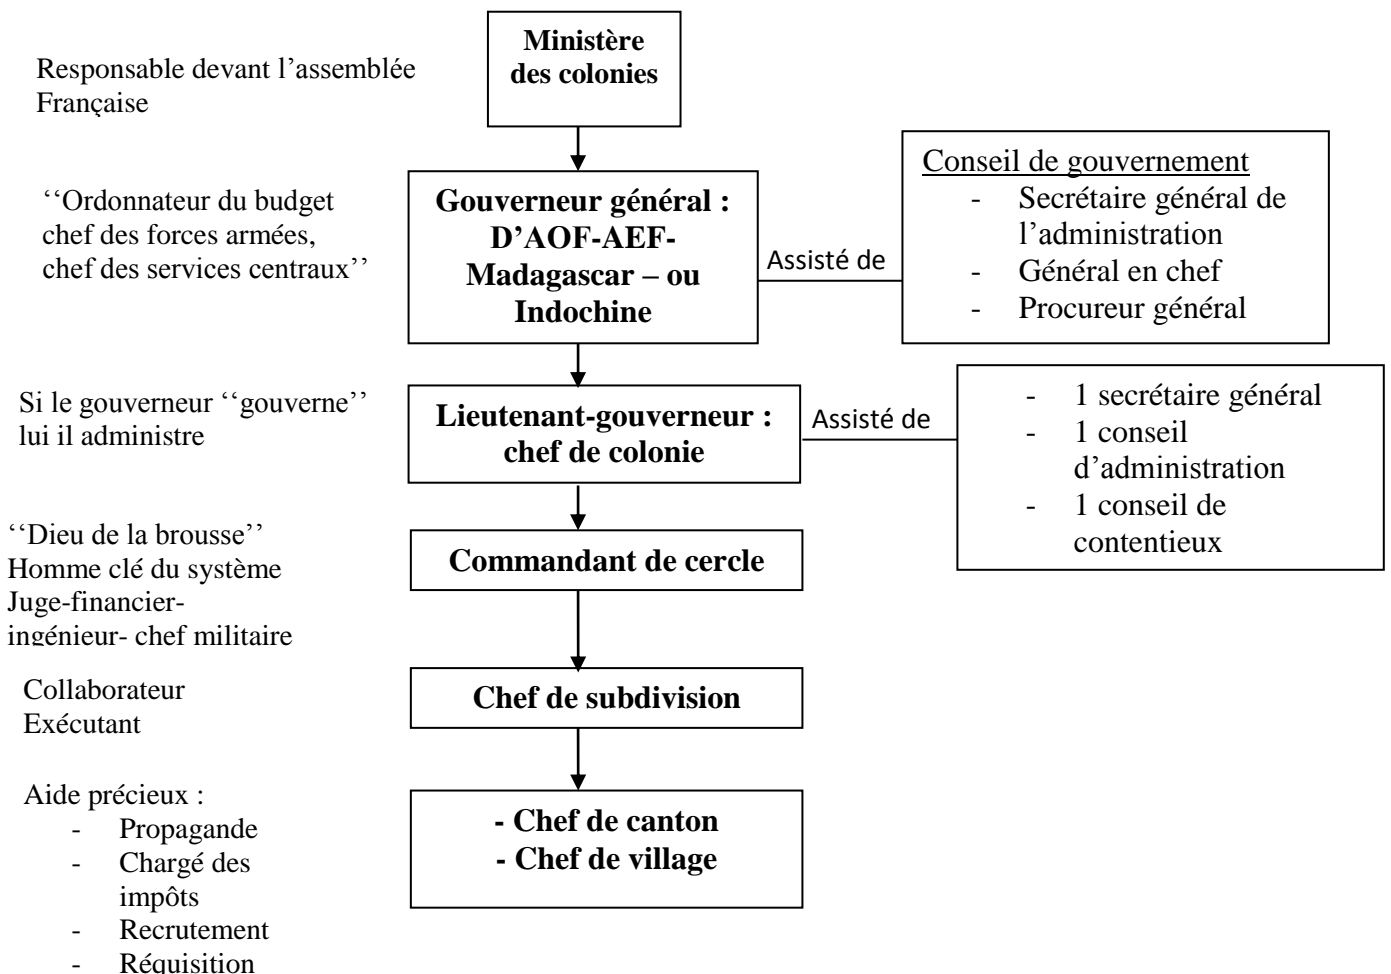 Ministère
des colonies
Responsable devant l’assemblée
Française
Conseil de gouvernement
- Secrétaire général de
l’administration
- Général en chef
- Procureur général
‘‘Ordonnateur du budget
chef des forces armées,
chef des services centraux’’
Gouverneur général :
D’AOF-AEF-
Madagascar – ou
Indochine
Assisté de
Si le gouverneur ‘‘gouverne’’
lui il administre
Lieutenant-gouverneur :
chef de colonie
Assisté de
- 1 secrétaire général
- 1 conseil
d’administration
- 1 conseil de
contentieux
‘‘Dieu de la brousse’’
Homme clé du système
Juge-financier-
ingénieur- chef militaire
Commandant de cercle
Collaborateur
Exécutant
Chef de subdivision
Aide précieux :
- Propagande
- Chargé des
impôts
- Recrutement
- Réquisition
- Chef de canton
- Chef de village